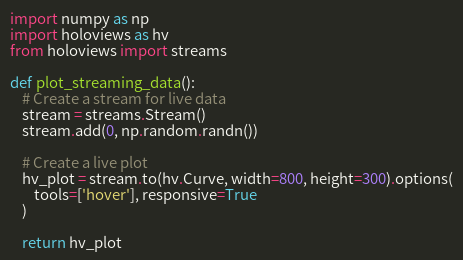 import numpy as np
import holoviews as hv
from holoviews import streams

def plot_streaming_data():
    # Create a stream for live data
    stream = streams.Stream()
    stream.add(0, np.random.randn())

    # Create a live plot
    hv_plot = stream.to(hv.Curve, width=800, height=300).options(
        tools=['hover'], responsive=True
    )

    return hv_plot